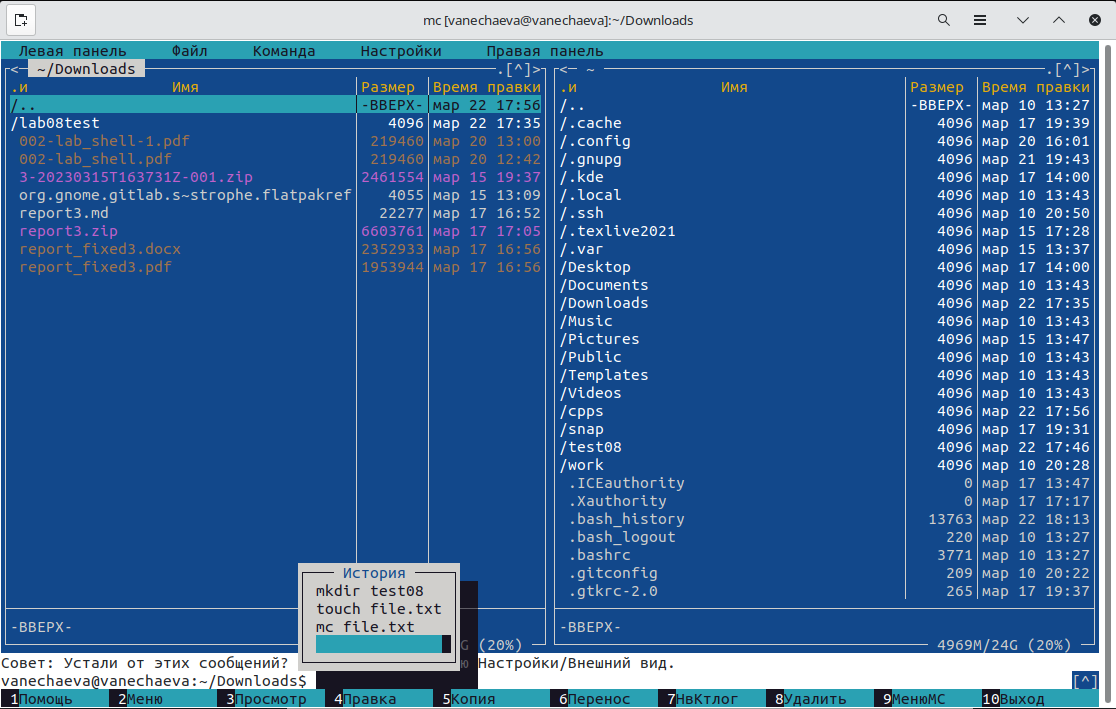 mc [vanechaeva@vanechaeva]:~/Downloads
Левая панель Файл Команда Настройки Правая панель
<─ ~/Downloads .[^]>
.и Имя Размер Время правки
/.. -ВВЕРХ- мар 22 17:56
/lab08test 4096 мар 22 17:35
002-lab_shell-1.pdf 219460 мар 20 13:00
002-lab_shell.pdf 219460 мар 20 12:42
3-20230315T163731Z-001.zip 2461554 мар 15 19:37
org.gnome.gitlab.s~strophe.flatpakref 4055 мар 15 13:09
report3.md 22277 мар 17 16:52
report3.zip 6603761 мар 17 17:05
report_fixed3.docx 2352933 мар 17 16:56
report_fixed3.pdf 1953944 мар 17 16:56
-ВВЕРХ-
G (20%)
<─ ~ .[^]>
.и Имя Размер Время правки
/.. -ВВЕРХ- мар 10 13:27
/.cache 4096 мар 17 19:39
/.config 4096 мар 20 16:01
/.gnupg 4096 мар 21 19:43
/.kde 4096 мар 17 14:00
/.local 4096 мар 10 13:43
/.ssh 4096 мар 10 20:50
/.texlive2021 4096 мар 15 17:28
/.var 4096 мар 15 13:37
/Desktop 4096 мар 17 14:00
/Documents 4096 мар 10 13:43
/Downloads 4096 мар 22 17:35
/Music 4096 мар 10 13:43
/Pictures 4096 мар 15 13:47
/Public 4096 мар 10 13:43
/Templates 4096 мар 10 13:43
/Videos 4096 мар 10 13:43
/cpps 4096 мар 22 17:56
/snap 4096 мар 17 19:31
/test08 4096 мар 22 17:46
/work 4096 мар 10 20:28
.ICEauthority 0 мар 17 13:47
.Xauthority 0 мар 17 17:17
.bash_history 13763 мар 22 18:13
.bash_logout 220 мар 10 13:27
.bashrc 3771 мар 10 13:27
.gitconfig 209 мар 10 20:22
.gtkrc-2.0 265 мар 17 19:37
-ВВЕРХ-
4969M/24G (20%)
История
mkdir test08
touch file.txt
mc file.txt
Совет: Устали от этих сообщений? ю Настройки/Внешний вид.
vanechaeva@vanechaeva:~/Downloads$ [^]
1Помощь 2Меню 3Просмотр 4Правка 5Копия 6Перенос 7НвКтлог 8Удалить 9МенюМС 10Выход